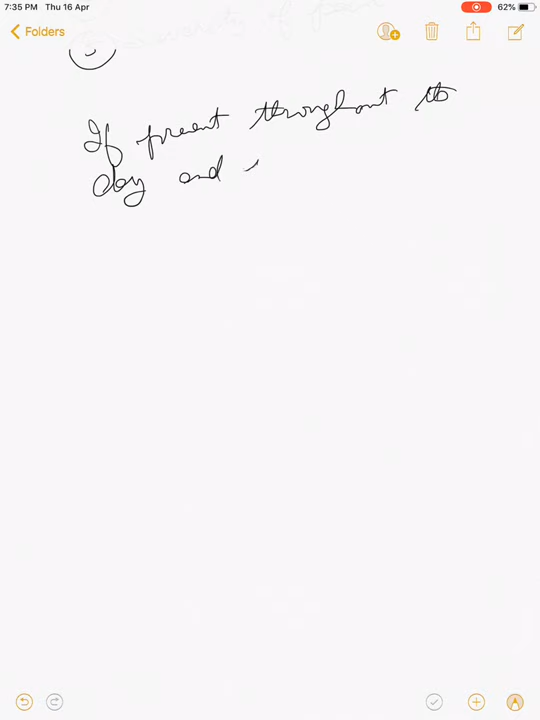 7:35 PM Thu 16 Apr 62%
Folders
If present throughout the
day and